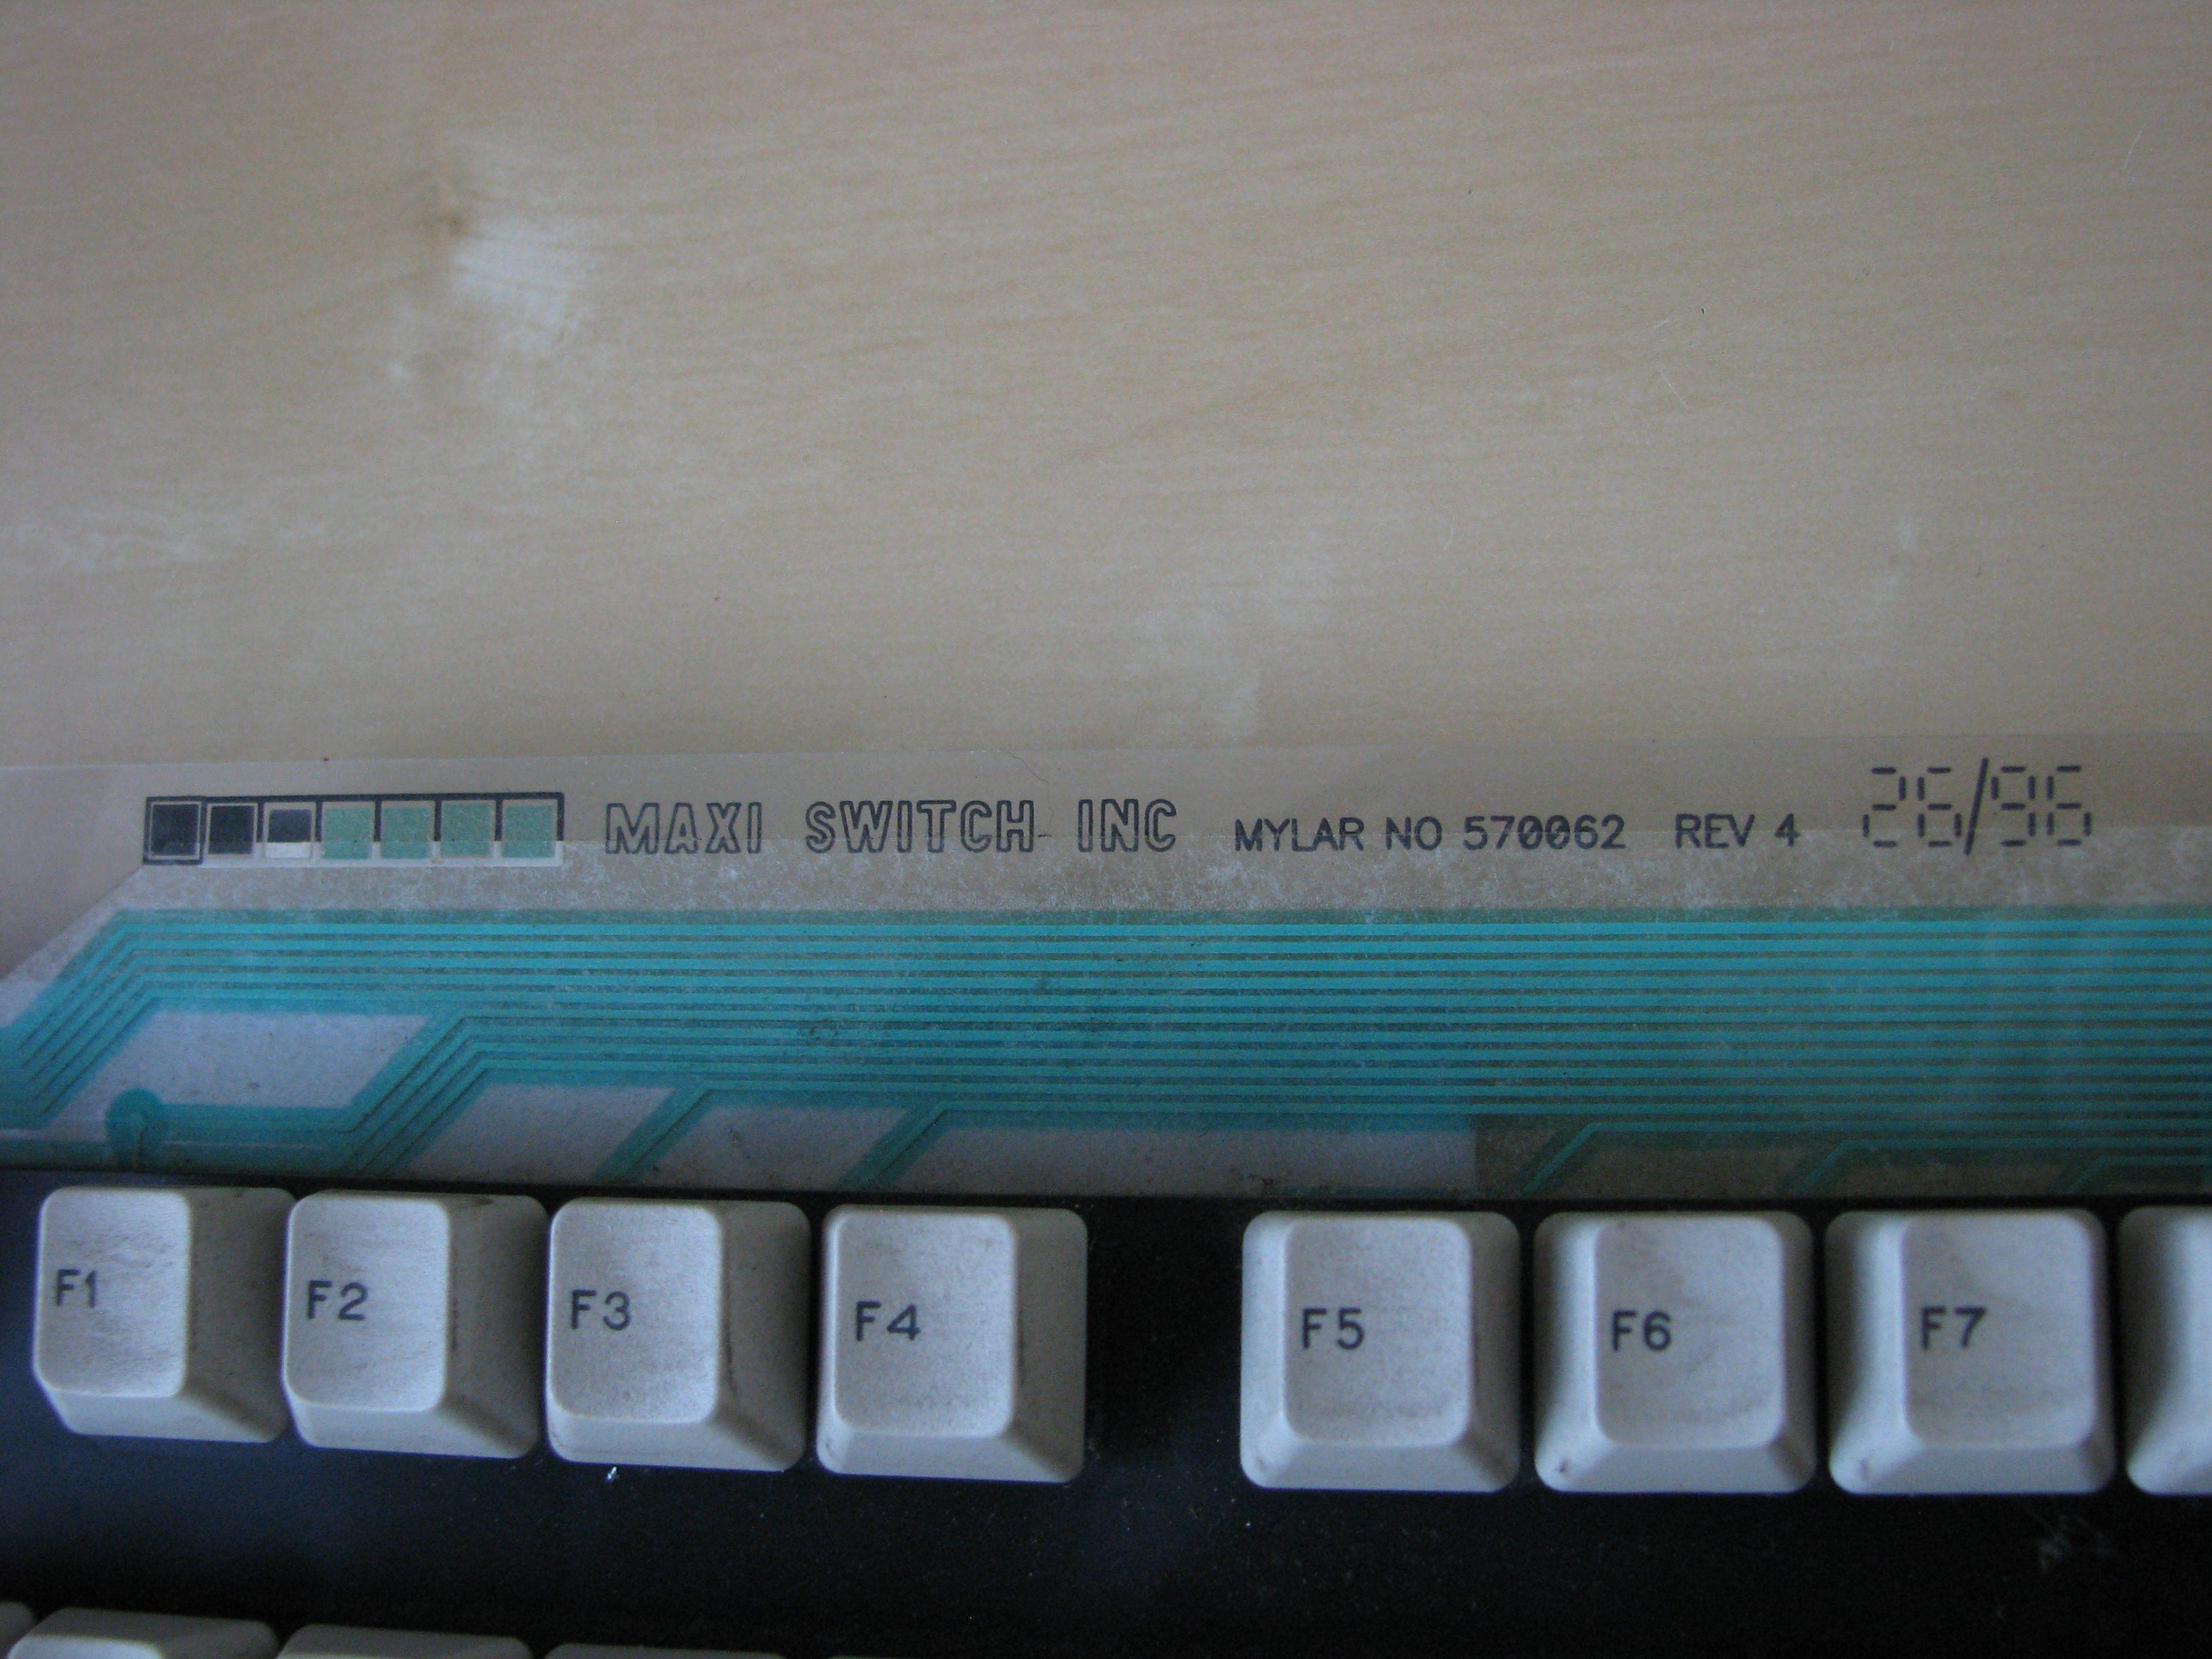 MAXI SWITCH INC MYLAR NO 570062 REV 4 26/96
F1 F2 F3 F4 F5 F6 F7